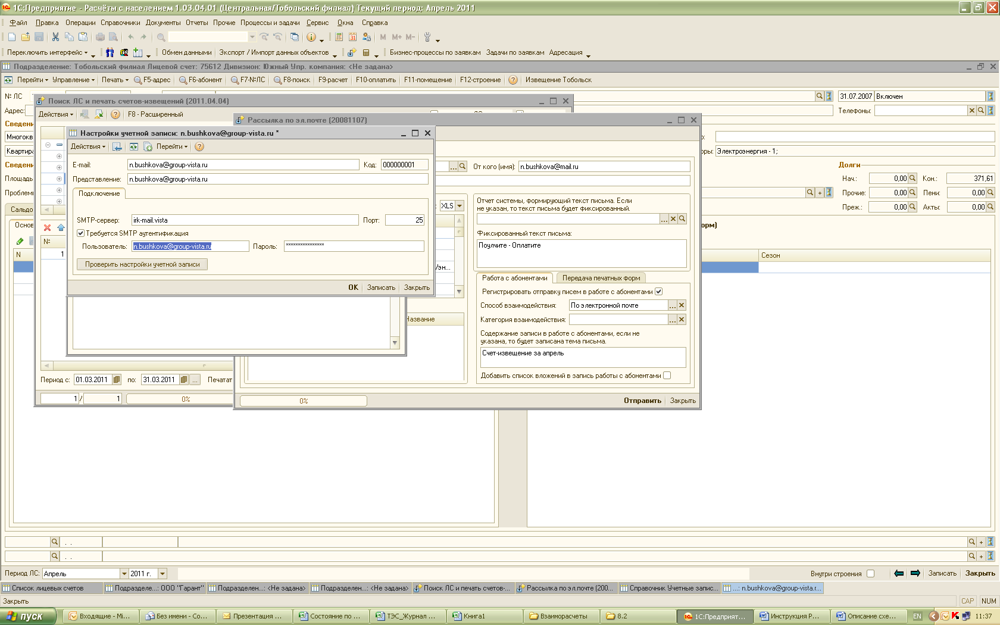 1С:Предприятие - Расчёты с населением 1.03.04.01 (Центральная/Тобольский филиал) Текущий период: Апрель 2011
Файл Правка Операции Справочники Документы Отчеты Прочие Процессы и задачи Сервис Окна Справка
M M+ M-
Переключить интерфейс Обмен данными Экспорт / Импорт данных объектов Бизнес-процессы по заявкам Задачи по заявкам Адресация
Подразделение: Тобольский филиал Лицевой счет: 75612 Дивизион: Южный Упр. компания: <Не задана>
Перейти Управление Печать F5-адрес F6-абонент F7-№ЛС F8-поиск F9-расчет F10-оплатить F11-помещение F12-строение Извещение Тобольск
№ ЛС
31.07.2007 Включен
Адрес:
Телефоны:
Сведени
Многокв
Квартира
Электроэнергия - 1;
Сведени
Долги
Площадь
Нач.: 0,00 Кон.: 371,61
Проблем
Прочие: 0,00 Пени: 0,00
Преж.: 0,00 Акты: 0,00
Сальдо
Основ
N
Сезон
Поиск ЛС и печать счетов-извещений (2011.04.04)
Действия F8 - Расширенный
№
1
Период с: 01.03.2011 по: 31.03.2011 ... Печатат
1 / 1 0%
Рассылка по эл.почте (20081107)
От кого (имя): n.bushkova@mail.ru
XLS
Отчет системы, формирующий текст письма. Если
не указан, то текст письма будет фиксированный.
Фиксированный текст письма:
Поулчите - Оплатите
/эн...
Название
Работа с абонентами Передача печатных форм
Регистрировать отправку писем в работе с абонентами
Способ взаимодействия: По электронной почте
Категория взаимодействия:
Содержание записи в работе с абонентами, если не
указана, то будет записана тема письма.
Счет-извещение за апрель
Добавить список вложений в запись работы с абонентами
0% Отправить Закрыть
Настройки учетной записи: n.bushkova@group-vista.ru *
Действия Перейти
E-mail: n.bushkova@group-vista.ru Код: 000000001
Представление: n.bushkova@group-vista.ru
Подключение
SMTP-сервер: irk-mail.vista Порт: 25
Требуется SMTP аутентификация
Пользователь: n.bushkova@group-vista.ru Пароль: ****************
Проверить настройки учетной записи
OK Записать Закрыть
Период ЛС: Апрель 2011 г. Внутри строения Записать Закрыть
Список лицевых счетов Подразделе...: ООО "Гарант" Подразделен...: <Не задана> Подразделен...: <Не задана> Поиск ЛС и печать счетов-... Рассылка по эл.почте (200... Справочник Учетные запис... ...: n.bushkova@group-vista.r...
Закрыть CAP NUM
пуск Входящие - Mi... Без имени - Co... Презентация ... Состояние по ... ТЭС_Журнал ... Книга1 Взаиморасчеты 8.2 1С:Предприят... Инструкция Р... Описание схе... EN 11:37